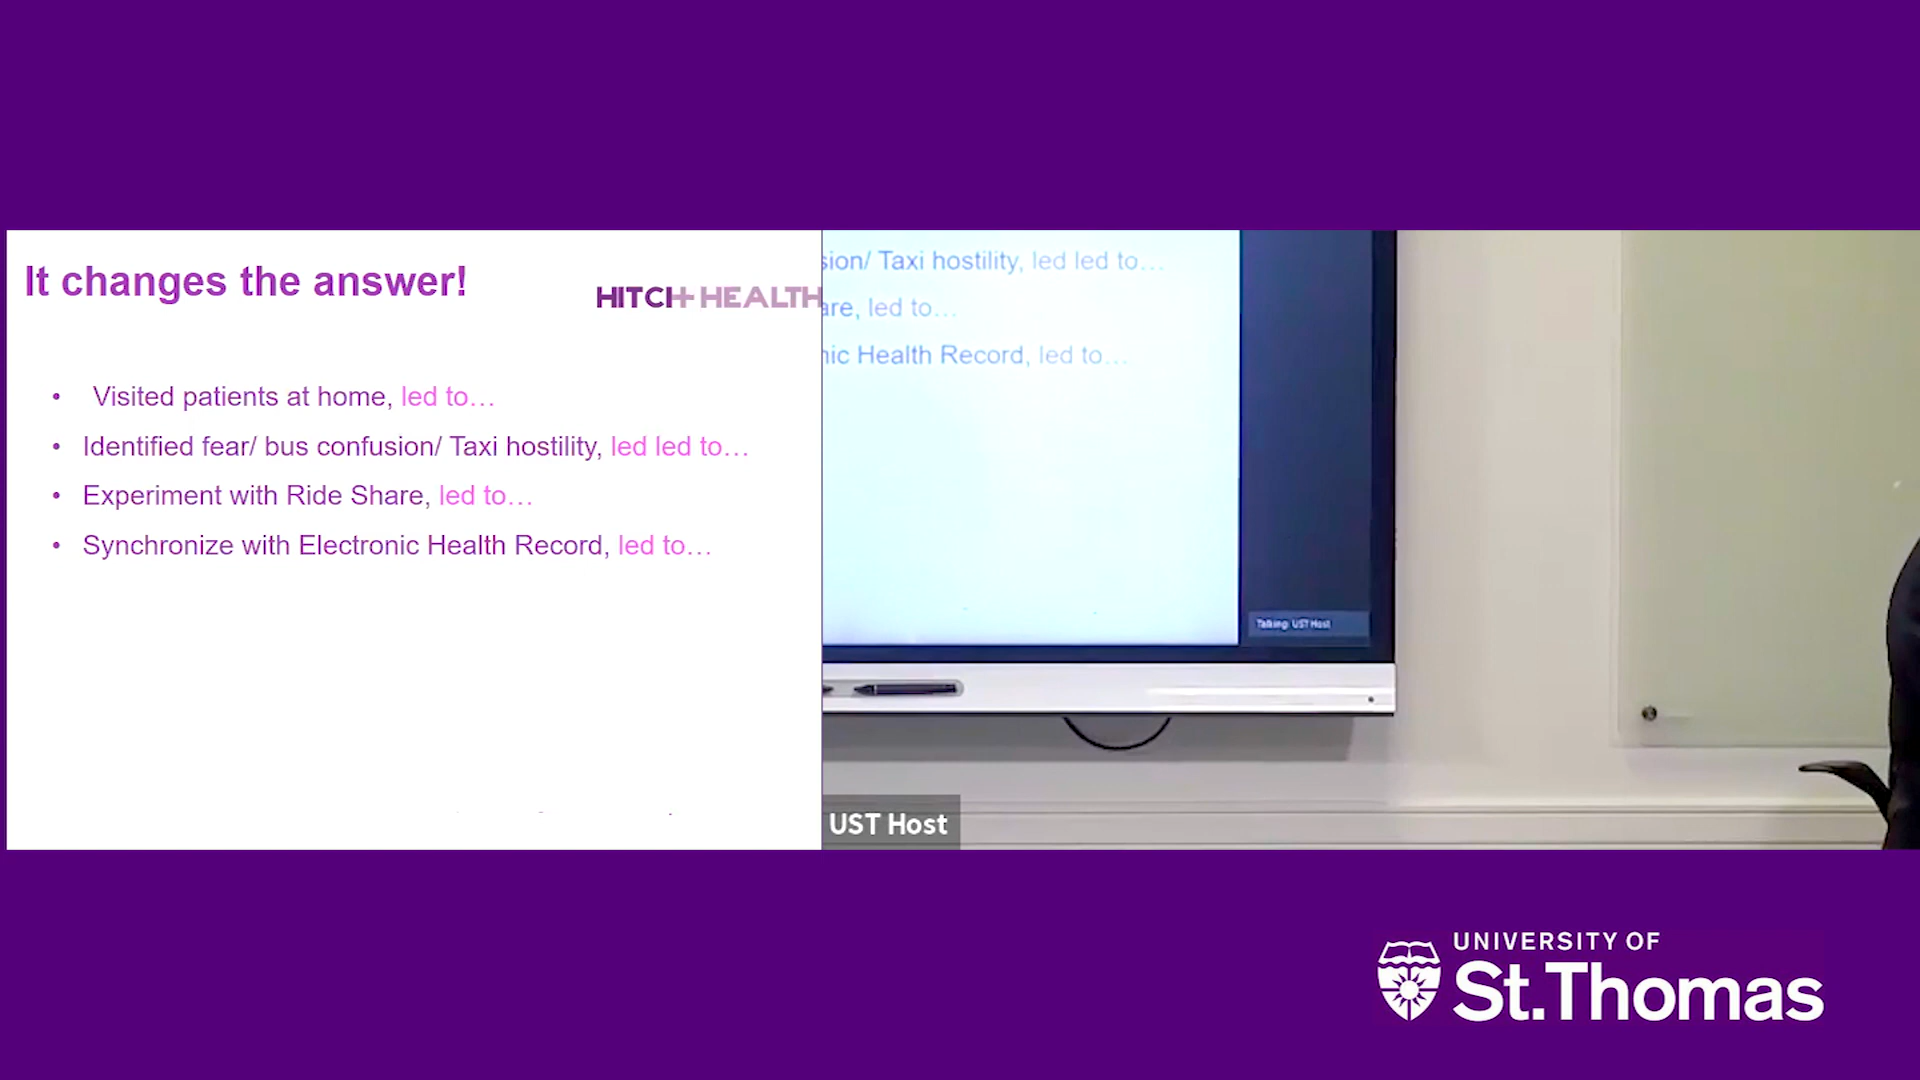 It changes the answer!
HITCH HEALTH
• Visited patients at home, led to…
• Identified fear/ bus confusion/ Taxi hostility, led led to…
• Experiment with Ride Share, led to…
• Synchronize with Electronic Health Record, led to…
sion/ Taxi hostility, led led to…
are, led to…
nic Health Record, led to…
Talking: UST Host
UST Host
UNIVERSITY OF
St.Thomas